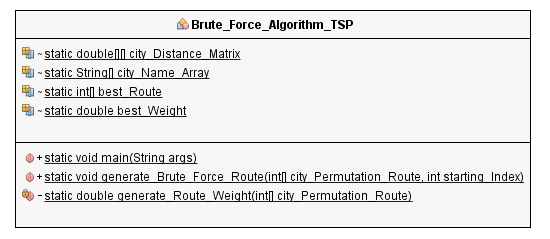 Brute_Force_Algorithm_TSP
~ static double[][] city_Distance_Matrix
~ static String[] city_Name_Array
~ static int[] best_Route
~ static double best_Weight
+ static void main(String args)
+ static void generate_Brute_Force_Route(int[] city_Permutation_Route, int starting_Index)
- static double generate_Route_Weight(int[] city_Permutation_Route)